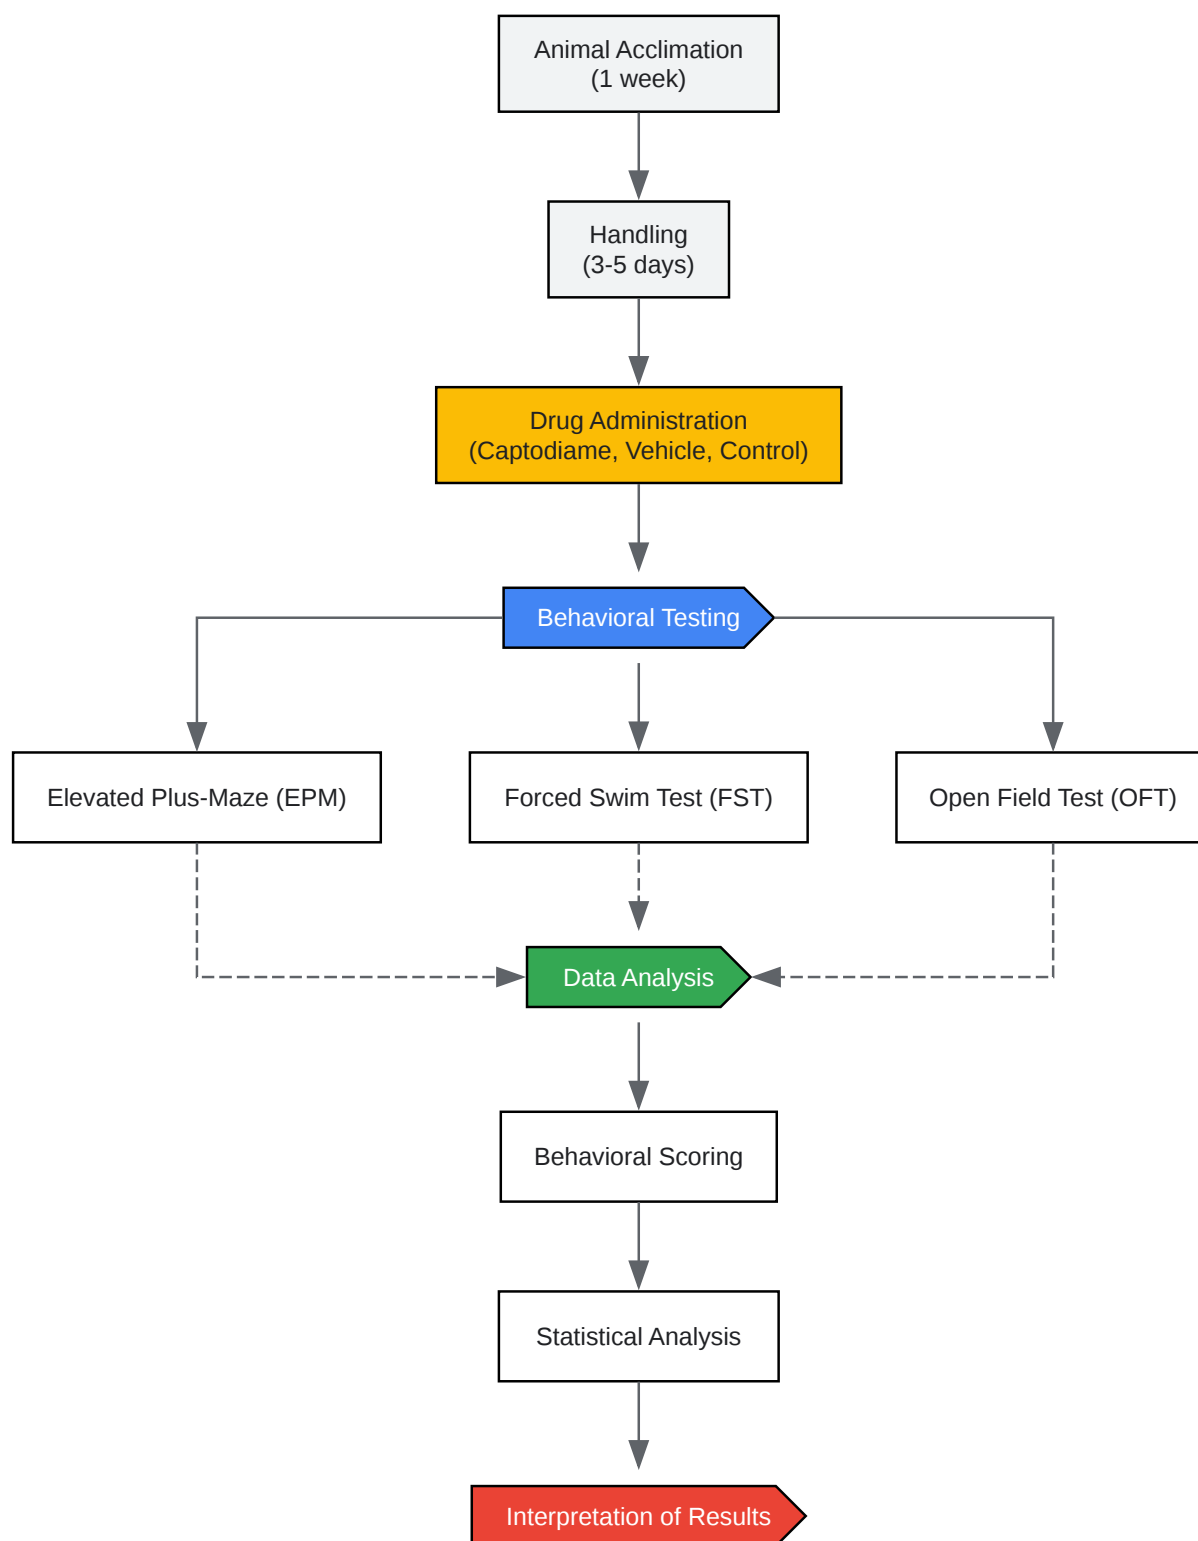 Animal Acclimation
(1 week)
Handling
(3-5 days)
Drug Administration
(Captodiame, Vehicle, Control)
Behavioral Testing
Elevated Plus-Maze (EPM)
Forced Swim Test (FST)
Open Field Test (OFT)
Data Analysis
Behavioral Scoring
Statistical Analysis
Interpretation of Results